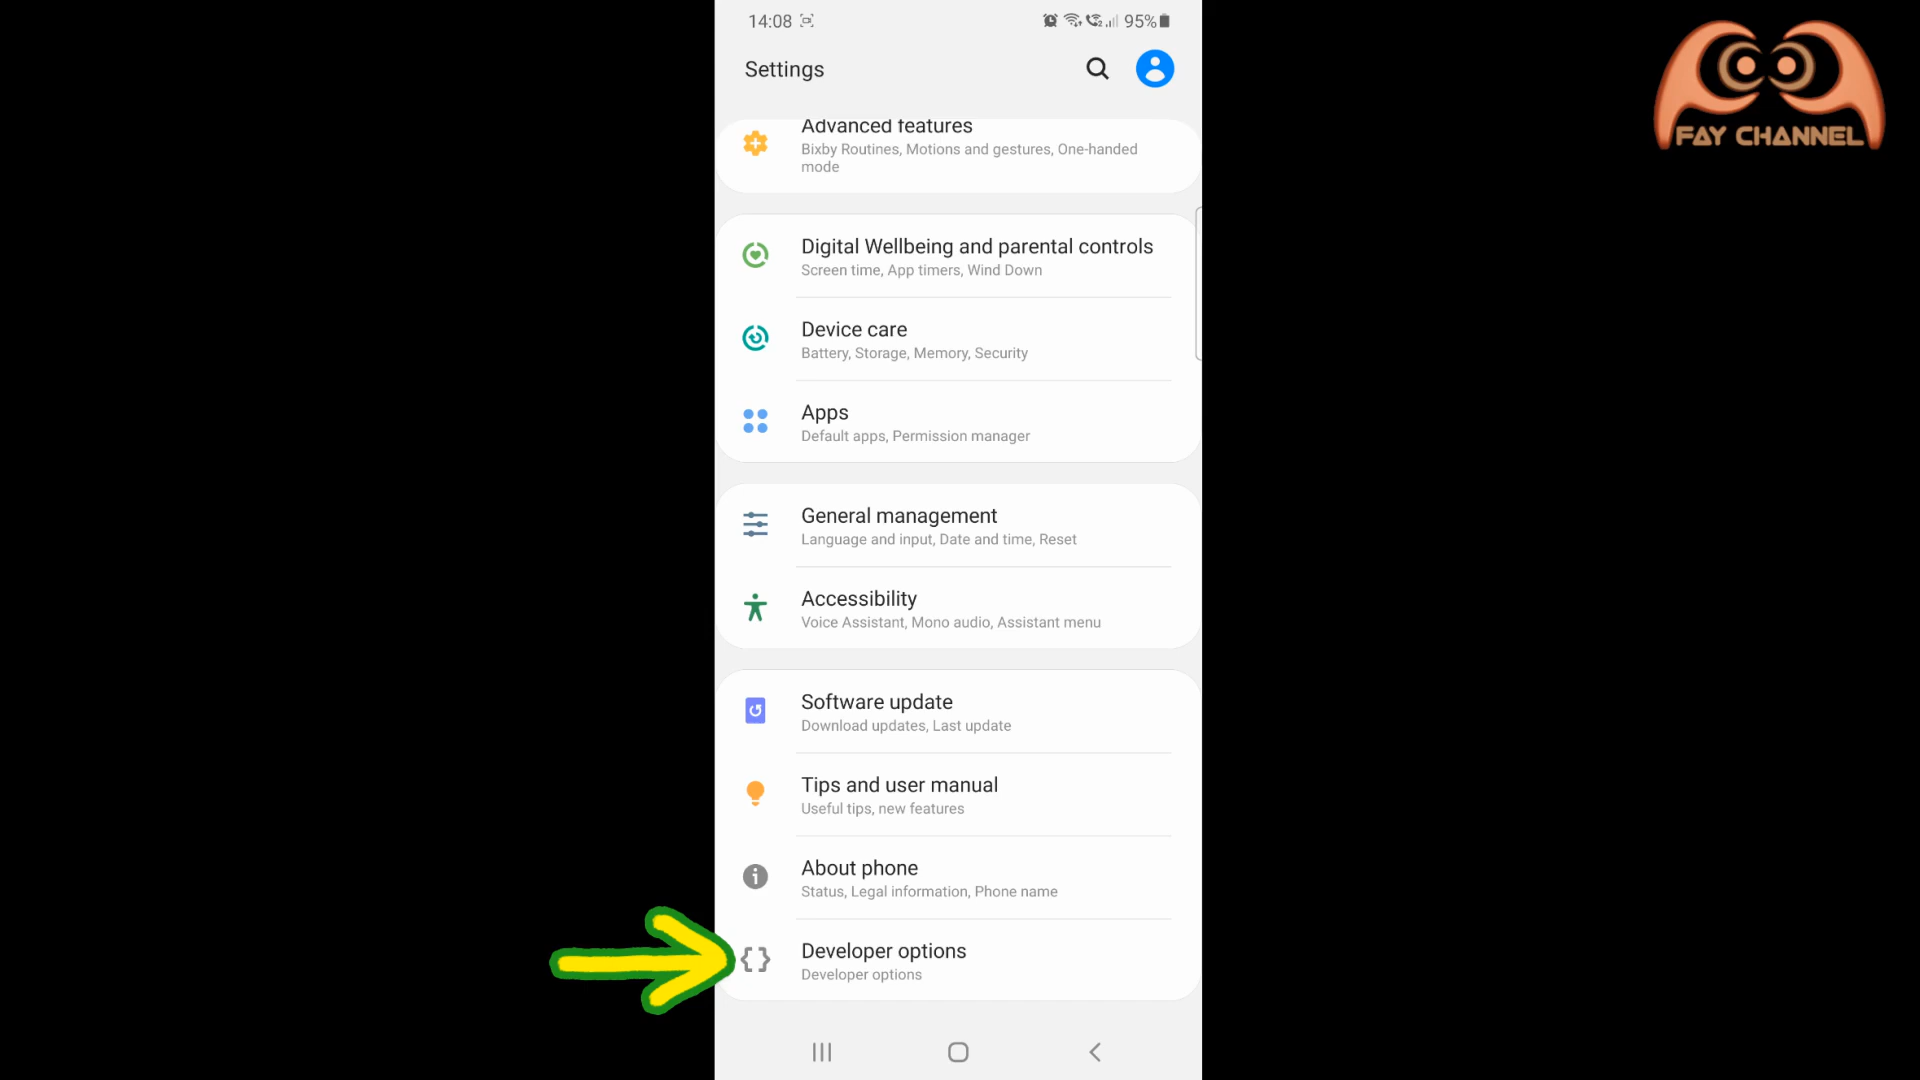 14:08 95%
Settings
Advanced features
Bixby Routines, Motions and gestures, One-handed
mode
Digital Wellbeing and parental controls
Screen time, App timers, Wind Down
Device care
Battery, Storage, Memory, Security
Apps
Default apps, Permission manager
General management
Language and input, Date and time, Reset
Accessibility
Voice Assistant, Mono audio, Assistant menu
Software update
Download updates, Last update
Tips and user manual
Useful tips, new features
About phone
Status, Legal information, Phone name
Developer options
Developer options
FAY CHANNEL